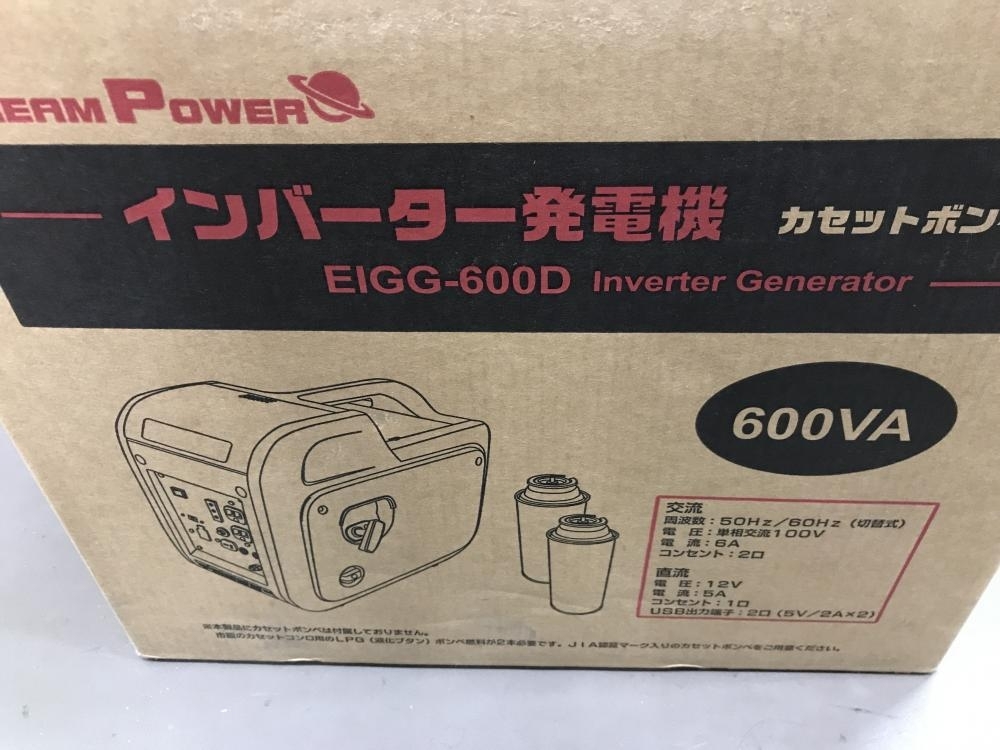 EAM POWER
インバーター発電機 カセットボン
EIGG-600D Inverter Generator
600VA
交流
周波数：50Hz／60Hz（切替式）
電 圧：単相交流100V
電 流：6A
コンセント：2口
直流
電 圧：12V
電 流：5A
コンセント：1口
USB出力端子：2口（5V／2A×2）
※本製品にカセットボンベは付属しておりません。
市販のカセットコンロ用のLPG（液化ブタン）ボンベ燃料が2本必要です。JIA認証マーク入りのカセットボンベをご用意ください。